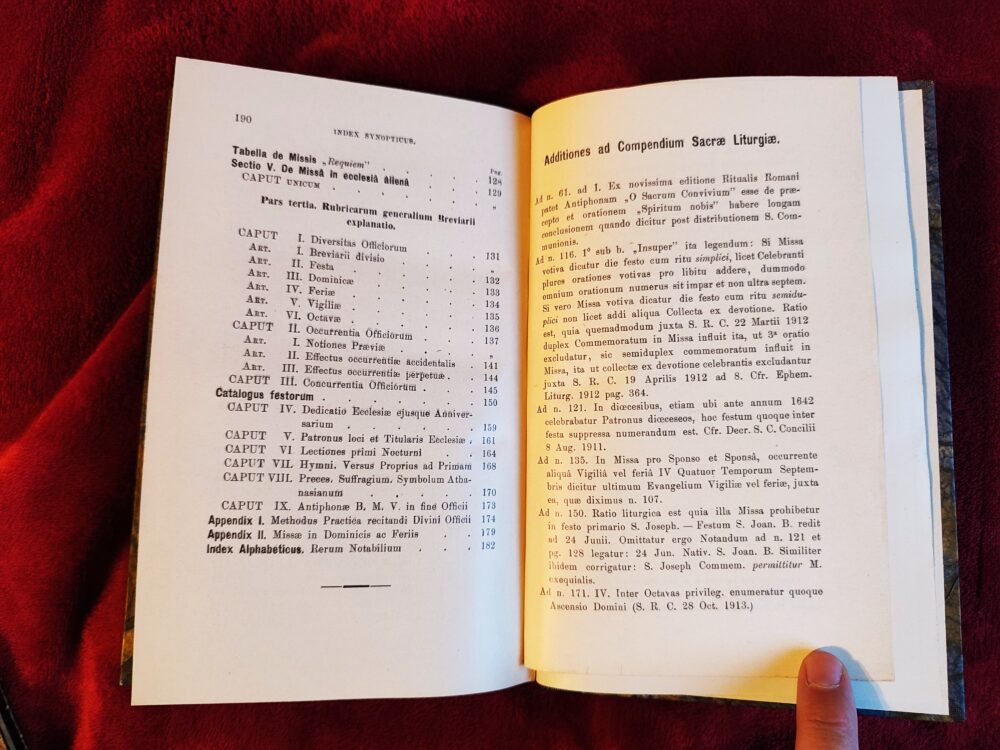 190
INDEX SYNOPTICUS.
Pag.
Tabella de Missis „Requiem" . . . . . 128
Sectio V. De Missâ in ecclesiâ alienâ . . . 129
CAPUT UNICUM . . . . . . „
Pars tertia. Rubricarum generalium Breviarii
explanatio.
CAPUT I. Diversitas Officiorum
ART. I. Breviarii divisio . . . . . 131
ART. II. Festa . . . . . . „
ART. III. Dominicæ . . . . . 132
ART. IV. Feriæ . . . . . . 133
ART. V. Vigiliæ . . . . . . 134
ART. VI. Octavæ . . . . . . 135
CAPUT II. Occurrentia Officiorum . . . 136
ART. I. Notiones Præviæ . . . . 137
ART. II. Effectus occurrentiæ accidentalis . „
ART. III. Effectus occurrentiæ perpetuæ . . 141
CAPUT III. Concurrentia Officiorum . . . 144
145
Catalogus festorum . . . . . . 150
CAPUT IV. Dedicatio Ecclesiæ ejusque Anniver-
sarium . . . . . 159
CAPUT V. Patronus loci et Titularis Ecclesiæ . 161
CAPUT VI Lectiones primi Nocturni . . 164
CAPUT VII. Hymni. Versus Proprius ad Primam 168
CAPUT VIII. Preces. Suffragium. Symbolum Atha-
nasianum . . . . . 170
CAPUT IX. Antiphonæ B. M. V. in fine Officii 173
Appendix I. Methodus Practica recitandi Divini Officii 174
Appendix II. Missæ in Dominicis ac Feriis . . 179
Index Alphabeticus. Rerum Notabilium . . . 182
Additiones ad Compendium Sacræ Liturgiæ.
Ad n. 61. ad I. Ex novissima editione Ritualis Romani
patet Antiphonam „O Sacrum Convivium" esse de præ-
cepto et orationem „Spiritum nobis" habere longam
conclusionem quando dicitur post distributionem S. Com-
munionis.
Ad n. 116. 1° sub b. „Insuper" ita legendum: Si Missa
votiva dicatur die festo cum ritu simplici, licet Celebranti
plures orationes votivas pro libitu addere, dummodo
omnium orationum numerus sit impar et non ultra septem.
Si vero Missa votiva dicatur die festo cum ritu semidu-
plici non licet addi aliqua Collecta ex devotione. Ratio
est, quia quemadmodum juxta S. R. C. 22 Martii 1912
duplex Commemoratum in Missa influit ita, ut 3ª oratio
excludatur, sic semiduplex commemoratum influit in
Missa, ita ut collectæ ex devotione celebrantis excludantur
juxta S. R. C. 19 Aprilis 1912 ad 8. Cfr. Ephem.
Liturg. 1912 pag. 364.
Ad n. 121. In diœcesibus, etiam ubi ante annum 1642
celebrabatur Patronus diœceseos, hoc festum quoque inter
festa suppressa numerandum est. Cfr. Decr. S. C. Concilii
8 Aug. 1911.
Ad n. 135. In Missa pro Sponso et Sponsâ, occurrente
aliquâ Vigiliâ vel feriâ IV Quatuor Temporum Septem-
bris dicitur ultimum Evangelium Vigiliæ vel feriæ, juxta
ea, quæ diximus n. 107.
Ad n. 150. Ratio liturgica est quia illa Missa prohibetur
in festo primario S. Joseph. — Festum S. Joan. B. redit
ad 24 Junii. Omittatur ergo Notandum ad n. 121 et
pg. 128 legatur: 24 Jun. Nativ. S. Joan. B. Similiter
ibidem corrigatur: S. Joseph Commem. permittitur M.
exequialis.
Ad n. 171. IV. Inter Octavas privileg. enumeratur quoque
Ascensio Domini (S. R. C. 28 Oct. 1913.)